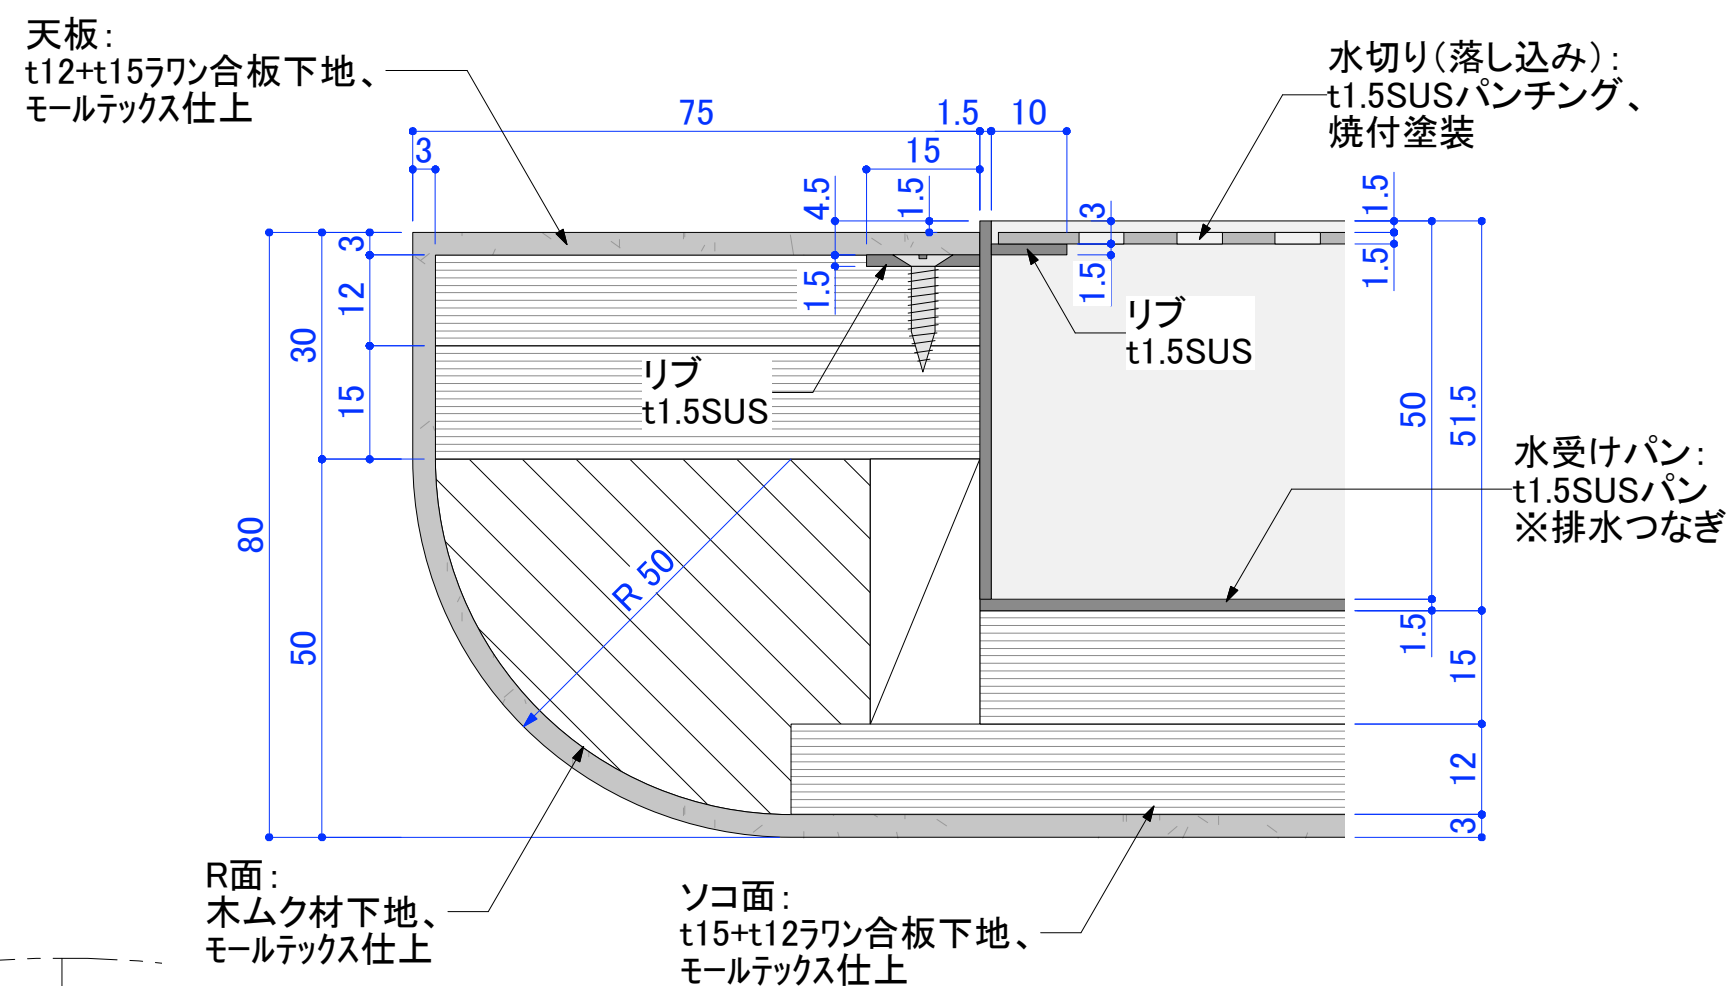 天板：
t12+t15ﾗﾜﾝ合板下地、
ﾓｰﾙﾃｯｸｽ仕上
水切り（落し込み）：
t1.5SUSパンチング、
焼付塗装
75
1.5
10
3
15
4.5
1.5
3
1.5
3
1.5
1.5
1.5
12
30
15
リブ
t1.5SUS
リブ
t1.5SUS
50
51.5
水受けパン：
t1.5SUSパン
※排水つなぎ
80
R 50
50
1.5
15
12
3
R面：
木ムク材下地、
ﾓｰﾙﾃｯｸｽ仕上
ソコ面：
t15+t12ﾗﾜﾝ合板下地、
ﾓｰﾙﾃｯｸｽ仕上